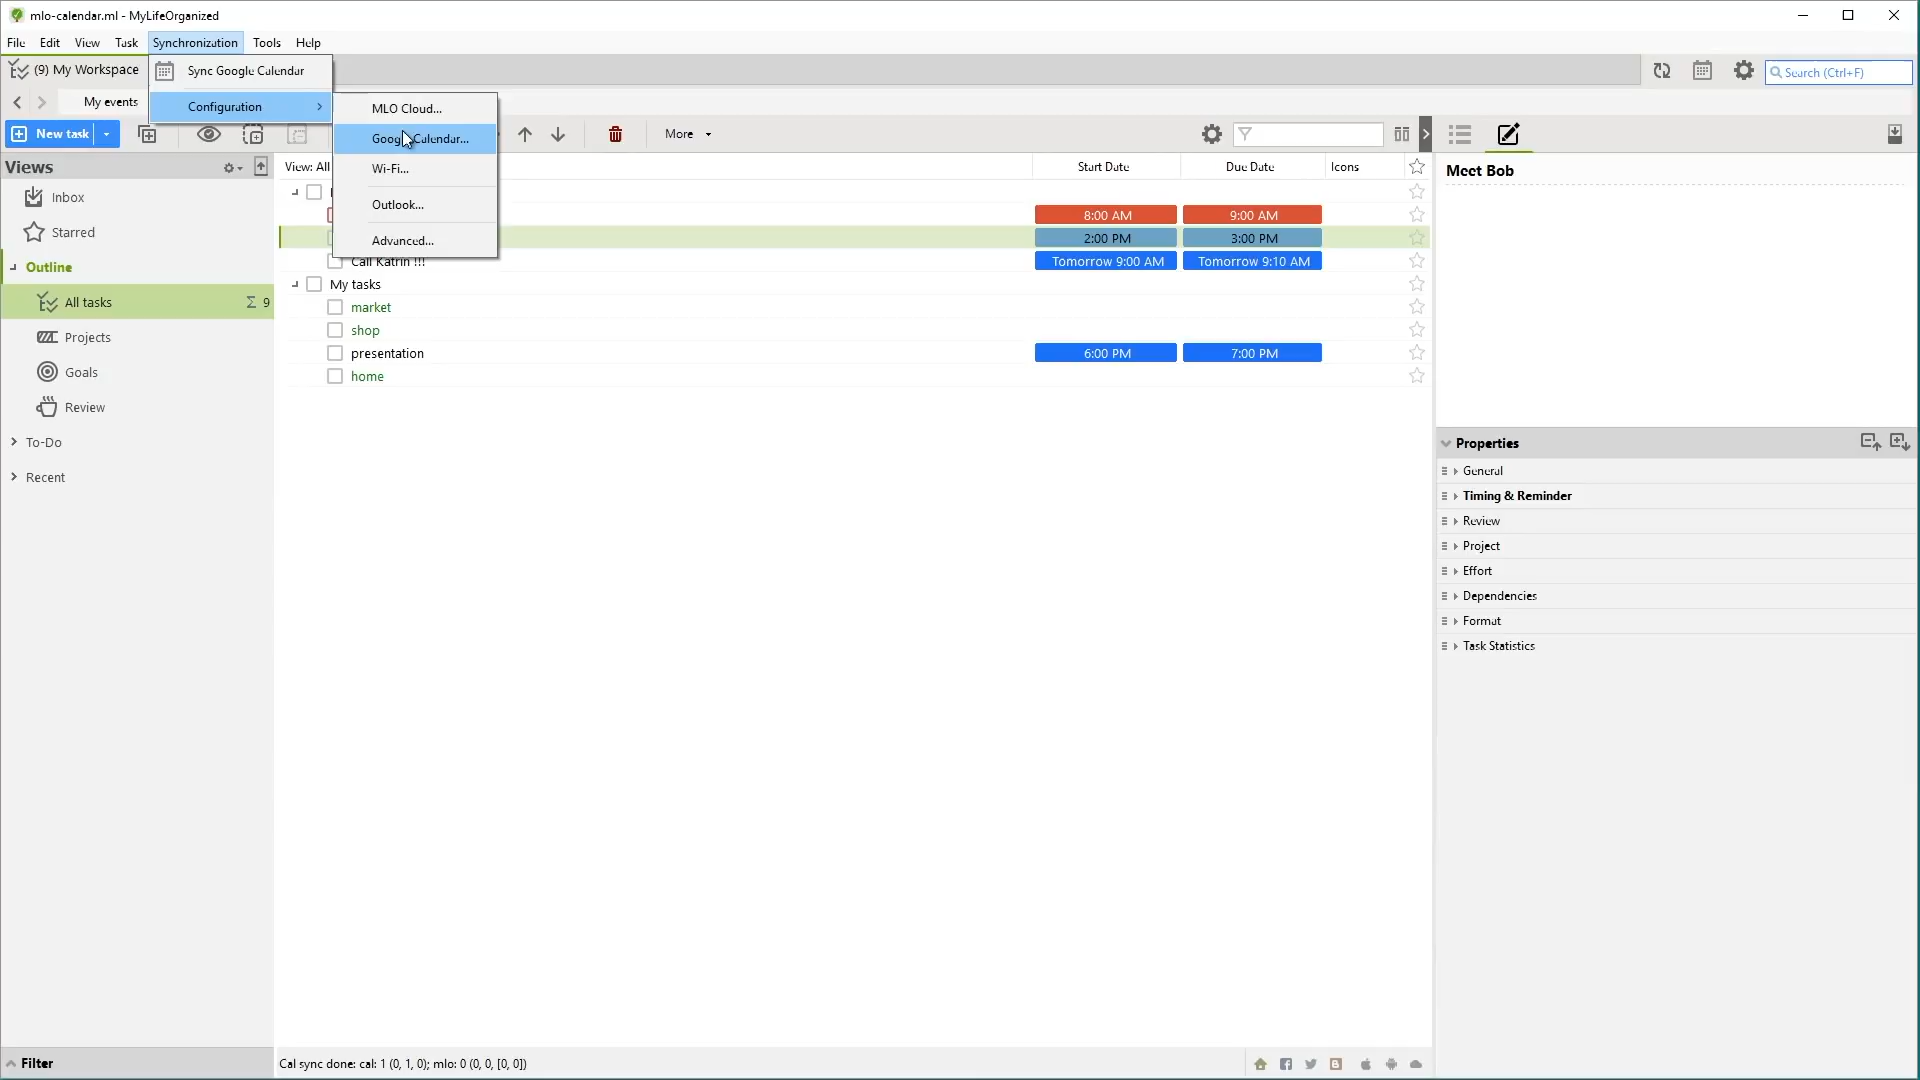 mlo-calendar.ml - MyLifeOrganized
File Edit View Task Synchronization Tools Help
(9) My Workspace
Sync Google Calendar
Search (Ctrl+F)
My events
Configuration
MLO Cloud...
New task
Google Calendar...
More
Wi-Fi...
Outlook...
Advanced...
Views
Inbox
Starred
Outline
All tasks
Σ 9
Projects
Goals
Review
To-Do
Recent
Filter
View: All
Start Date
Due Date
Icons
8:00 AM
9:00 AM
2:00 PM
3:00 PM
Call Katrin !!!
Tomorrow 9:00 AM
Tomorrow 9:10 AM
My tasks
market
shop
presentation
6:00 PM
7:00 PM
home
Meet Bob
Properties
General
Timing & Reminder
Review
Project
Effort
Dependencies
Format
Task Statistics
Cal sync done: cal: 1 (0, 1, 0); mlo: 0 (0, 0, [0, 0])